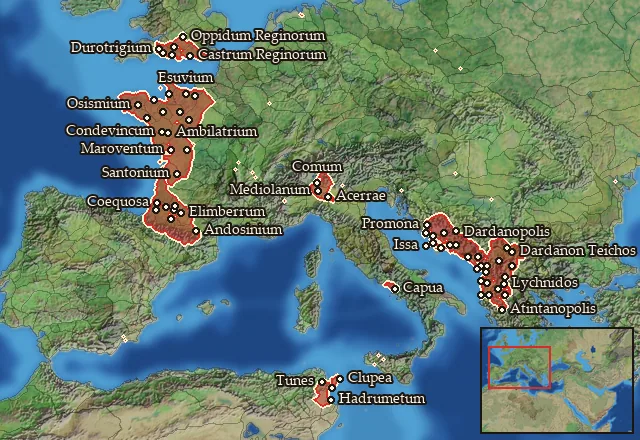 Oppidum Reginorum
Durotrigium
Castrum Reginorum
Esuvium
Osismium
Condevincum
Ambilatrium
Maroventum
Santonium
Comum
Mediolanum
Acerrae
Coequosa
Elimberrum
Andosinium
Promona
Dardanopolis
Issa
Dardanon Teichos
Capua
Lychnidos
Atintanopolis
Tunes
Clupea
Hadrumetum